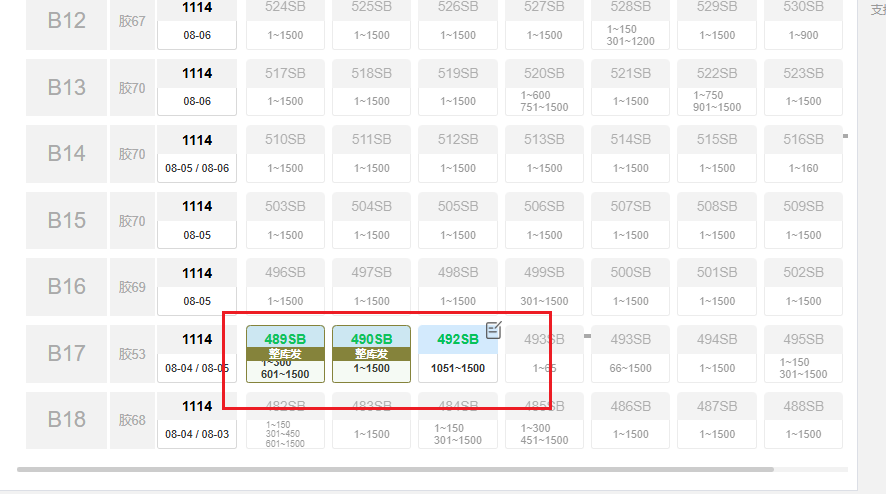 支
B12
胶67
1114
08-06
524SB
1~1500
525SB
1~1500
526SB
1~1500
527SB
1~1500
528SB
1~150
301~1200
529SB
1~1500
530SB
1~900
B13
胶70
1114
08-06
517SB
1~1500
518SB
1~1500
519SB
1~1500
520SB
1~600
751~1500
521SB
1~1500
522SB
1~750
901~1500
523SB
1~1500
B14
胶70
1114
08-05 / 08-06
510SB
1~1500
511SB
1~1500
512SB
1~1500
513SB
1~1500
514SB
1~1500
515SB
1~1500
516SB
1~160
B15
胶70
1114
08-05
503SB
1~1500
504SB
1~1500
505SB
1~1500
506SB
1~1500
507SB
1~1500
508SB
1~1500
509SB
1~1500
B16
胶69
1114
08-05
496SB
1~1500
497SB
1~1500
498SB
1~1500
499SB
301~1500
500SB
1~1500
501SB
1~1500
502SB
1~1500
B17
胶53
1114
08-04 / 08-05
489SB
整库发
1~300
601~1500
490SB
整库发
1~1500
492SB
1051~1500
493SB
1~65
493SB
66~1500
494SB
1~1500
495SB
1~150
301~1500
B18
胶68
1114
08-04 / 08-03
482SB
1~150
301~450
601~1500
483SB
1~1500
484SB
1~150
301~1500
485SB
1~300
451~1500
486SB
1~1500
487SB
1~1500
488SB
1~1500